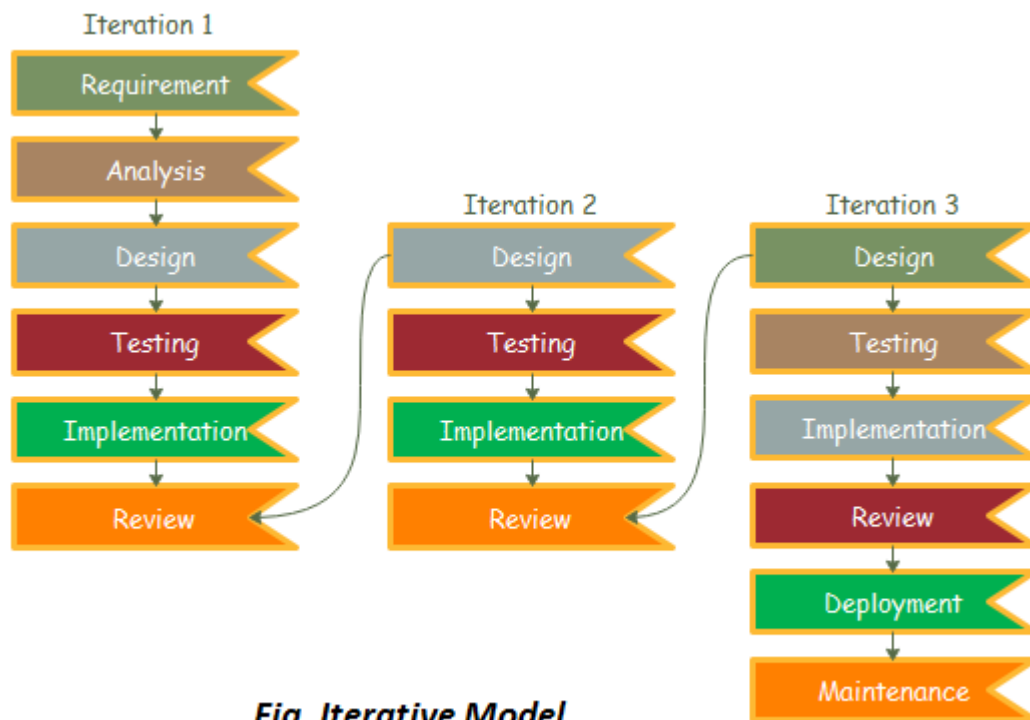 Iteration 1
Requirement
Analysis
Design
Testing
Implementation
Review
Iteration 2
Design
Testing
Implementation
Review
Iteration 3
Design
Testing
Implementation
Review
Deployment
Maintenance
Fig. Iterative Model